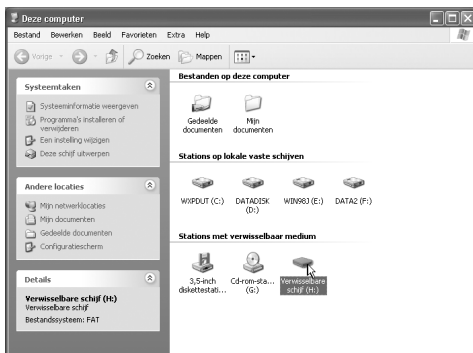 Deze computer
Bestand Bewerken Beeld Favorieten Extra Help
Vorige Zoeken Mappen
Systeemtaken
Systeeminformatie weergeven
Programma's installeren of
verwijderen
Een instelling wijzigen
Deze schijf uitwerpen
Andere locaties
Mijn netwerklocaties
Mijn documenten
Gedeelde documenten
Configuratiescherm
Details
Verwisselbare schijf (H:)
Verwisselbare schijf
Bestandssysteem: FAT
Bestanden op deze computer
Gedeelde Mijn
documenten documenten
Stations op lokale vaste schijven
WXPDUT (C:) DATADISK WIN98J (E:) DATA2 (F:)
(D:)
Stations met verwisselbaar medium
3,5-inch Cd-rom-sta... Verwisselbare
diskettestati... (G:) schijf (H:)